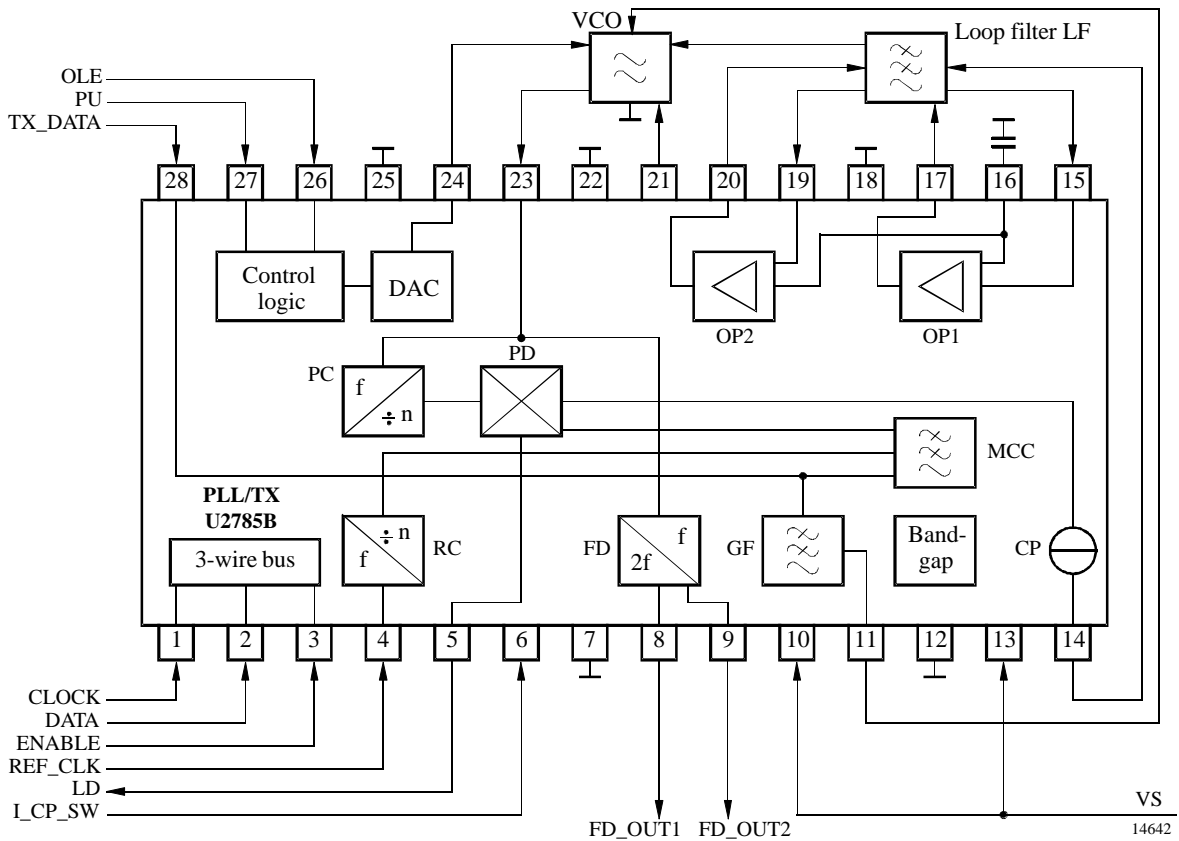 VCO
Loop filter LF
OLE
PU
TX_DATA
28 27 26 25 24 23 22 21 20 19 18 17 16 15
Control
logic
DAC
OP2
OP1
PC
f
÷ n
PD
MCC
PLL/TX
U2785B
3-wire bus
÷ n
f
RC
FD
f
2f
GF
Band-
gap
CP
1 2 3 4 5 6 7 8 9 10 11 12 13 14
CLOCK
DATA
ENABLE
REF_CLK
LD
I_CP_SW
FD_OUT1
FD_OUT2
VS
14642